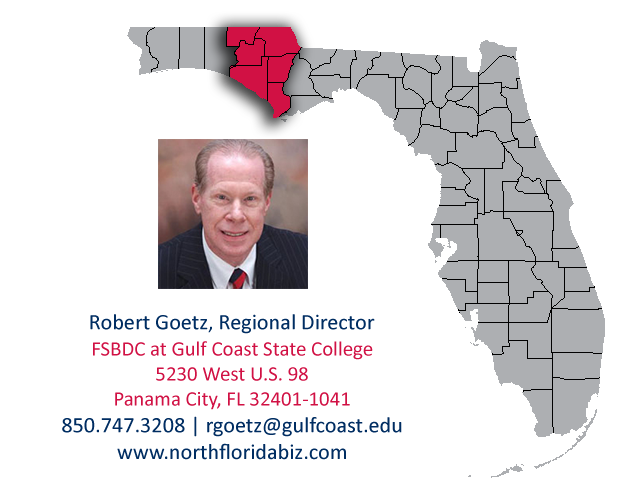 Robert Goetz, Regional Director
FSBDC at Gulf Coast State College
5230 West U.S. 98
Panama City, FL 32401-1041
850.747.3208 | rgoetz@gulfcoast.edu
www.northfloridabiz.com